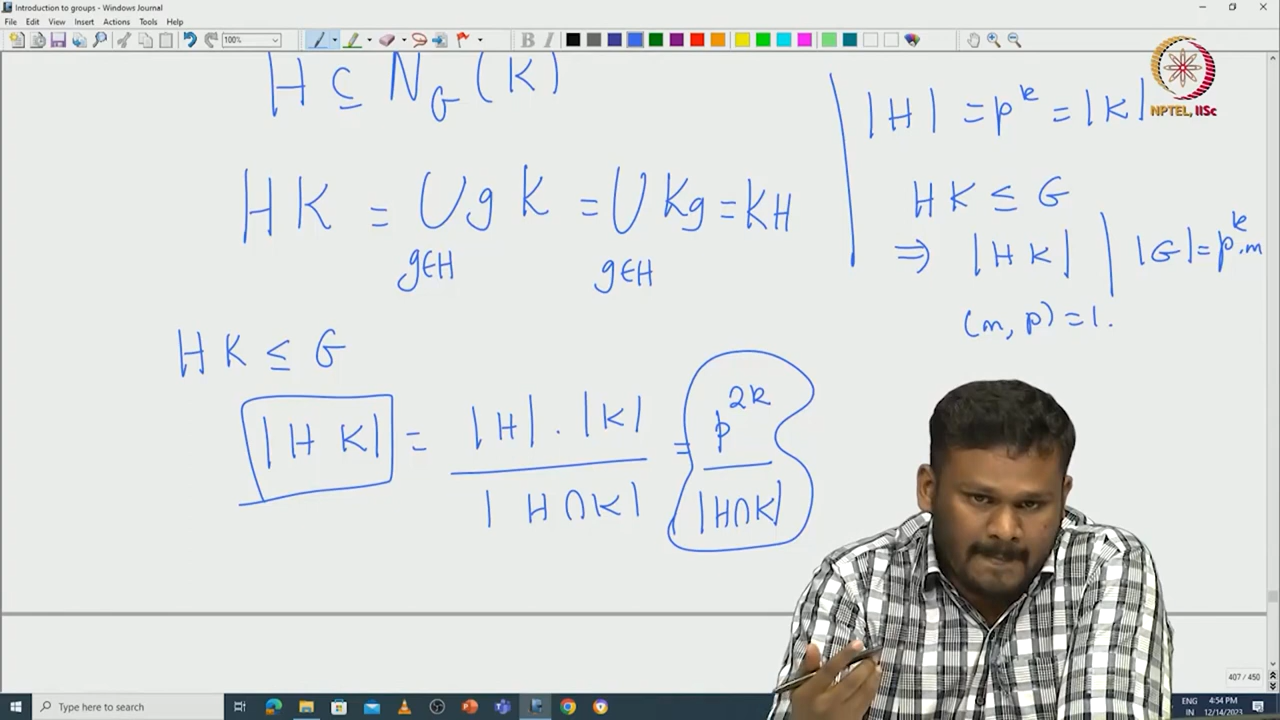 Introduction to groups - Windows Journal
File Edit View Insert Actions Tools Help
100%
B I
NPTEL, IISc
H ⊆ N_G(K)
HK = ∪ gK = ∪ Kg = KH
g∈H g∈H
HK ≤ G
|HK| = |H|.|K| / |H∩K| = p^{2k} / |H∩K|
|H| = p^k = |K|
HK ≤ G
⇒ |HK| | |G| = p^k.m
(m, p) = 1.
407 / 450
Type here to search
ENG
IN
4:54 PM
12/14/2023